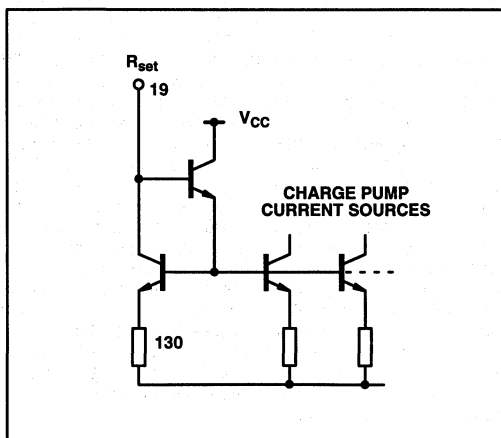 Rset
19
VCC
CHARGE PUMP
CURRENT SOURCES
130